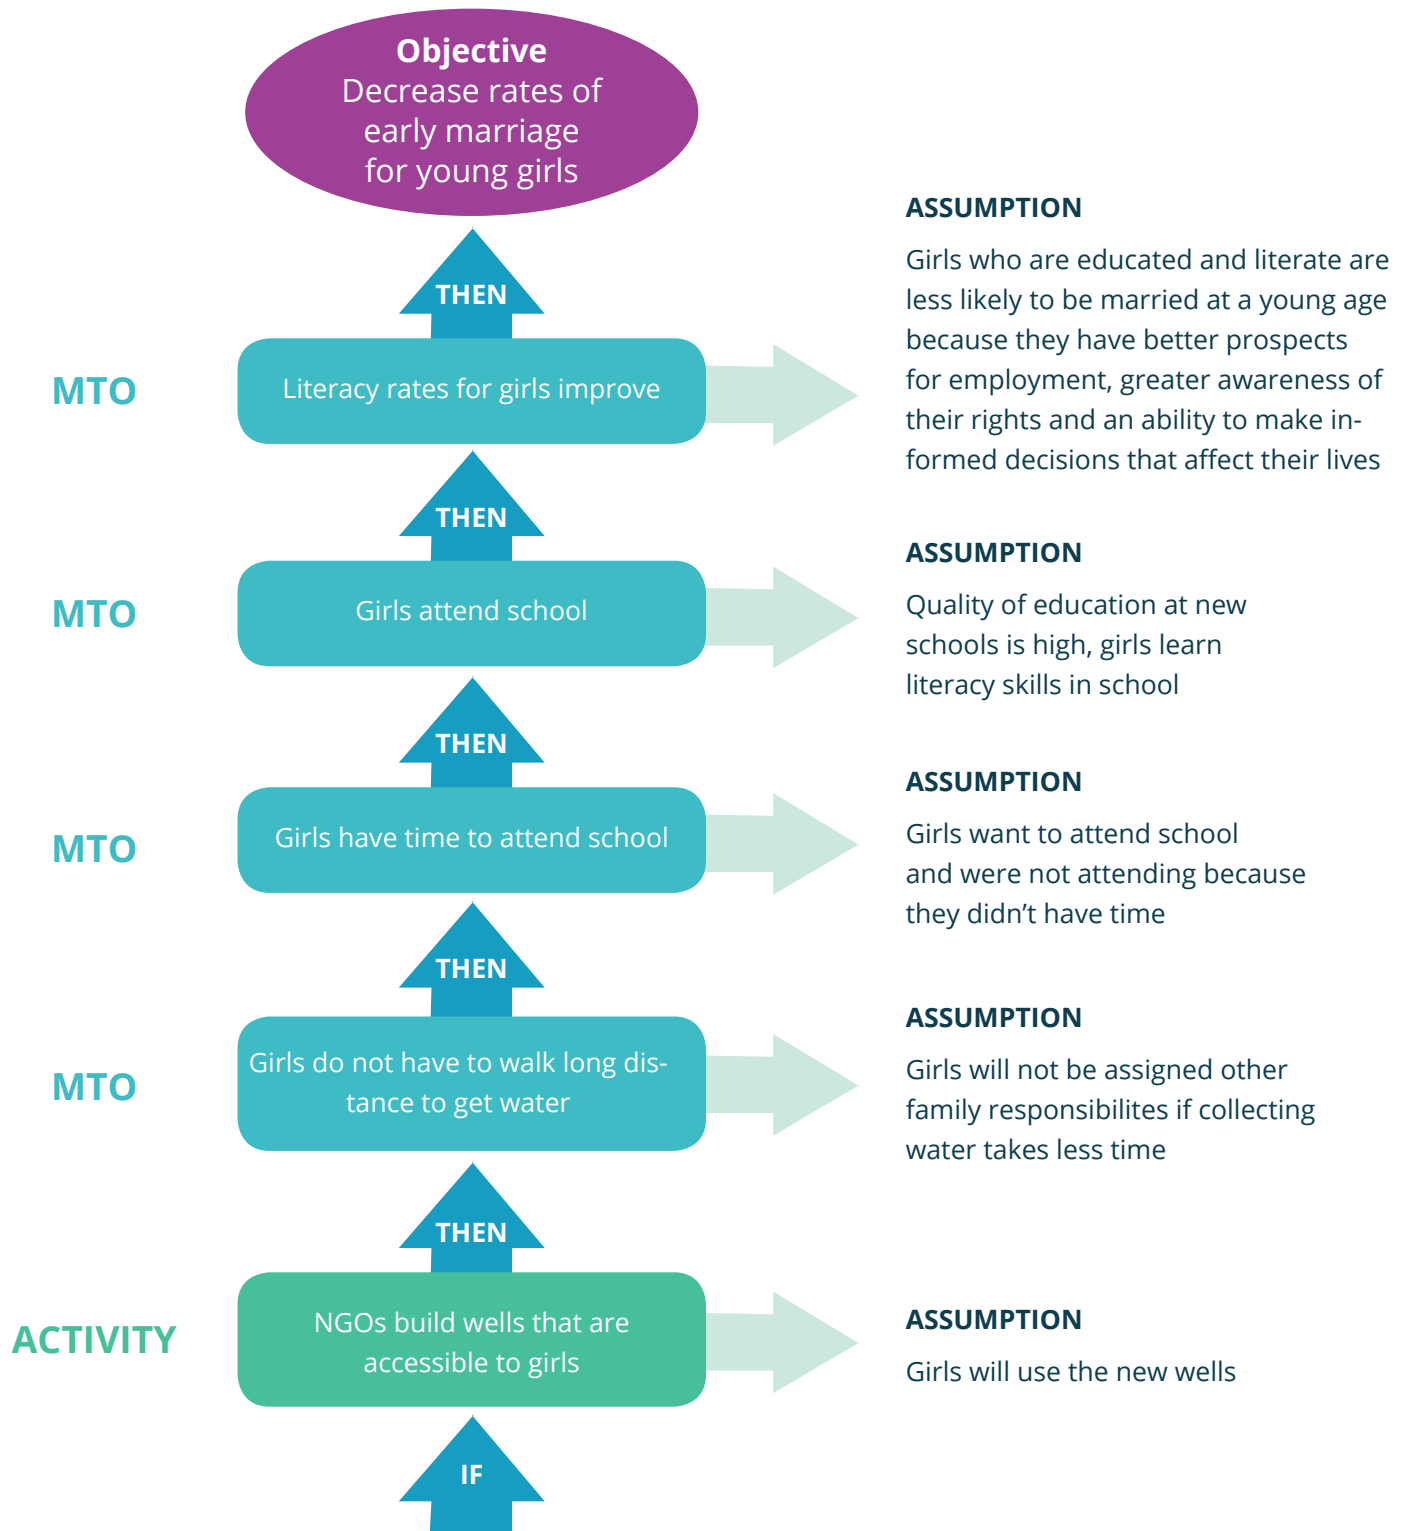 Objective
Decrease rates of
early marriage
for young girls
THEN
MTO
Literacy rates for girls improve
ASSUMPTION
Girls who are educated and literate are
less likely to be married at a young age
because they have better prospects
for employment, greater awareness of
their rights and an ability to make in-
formed decisions that affect their lives
THEN
MTO
Girls attend school
ASSUMPTION
Quality of education at new
schools is high, girls learn
literacy skills in school
THEN
MTO
Girls have time to attend school
ASSUMPTION
Girls want to attend school
and were not attending because
they didn’t have time
THEN
MTO
Girls do not have to walk long dis-
tance to get water
ASSUMPTION
Girls will not be assigned other
family responsibilites if collecting
water takes less time
THEN
ACTIVITY
NGOs build wells that are
accessible to girls
ASSUMPTION
Girls will use the new wells
IF